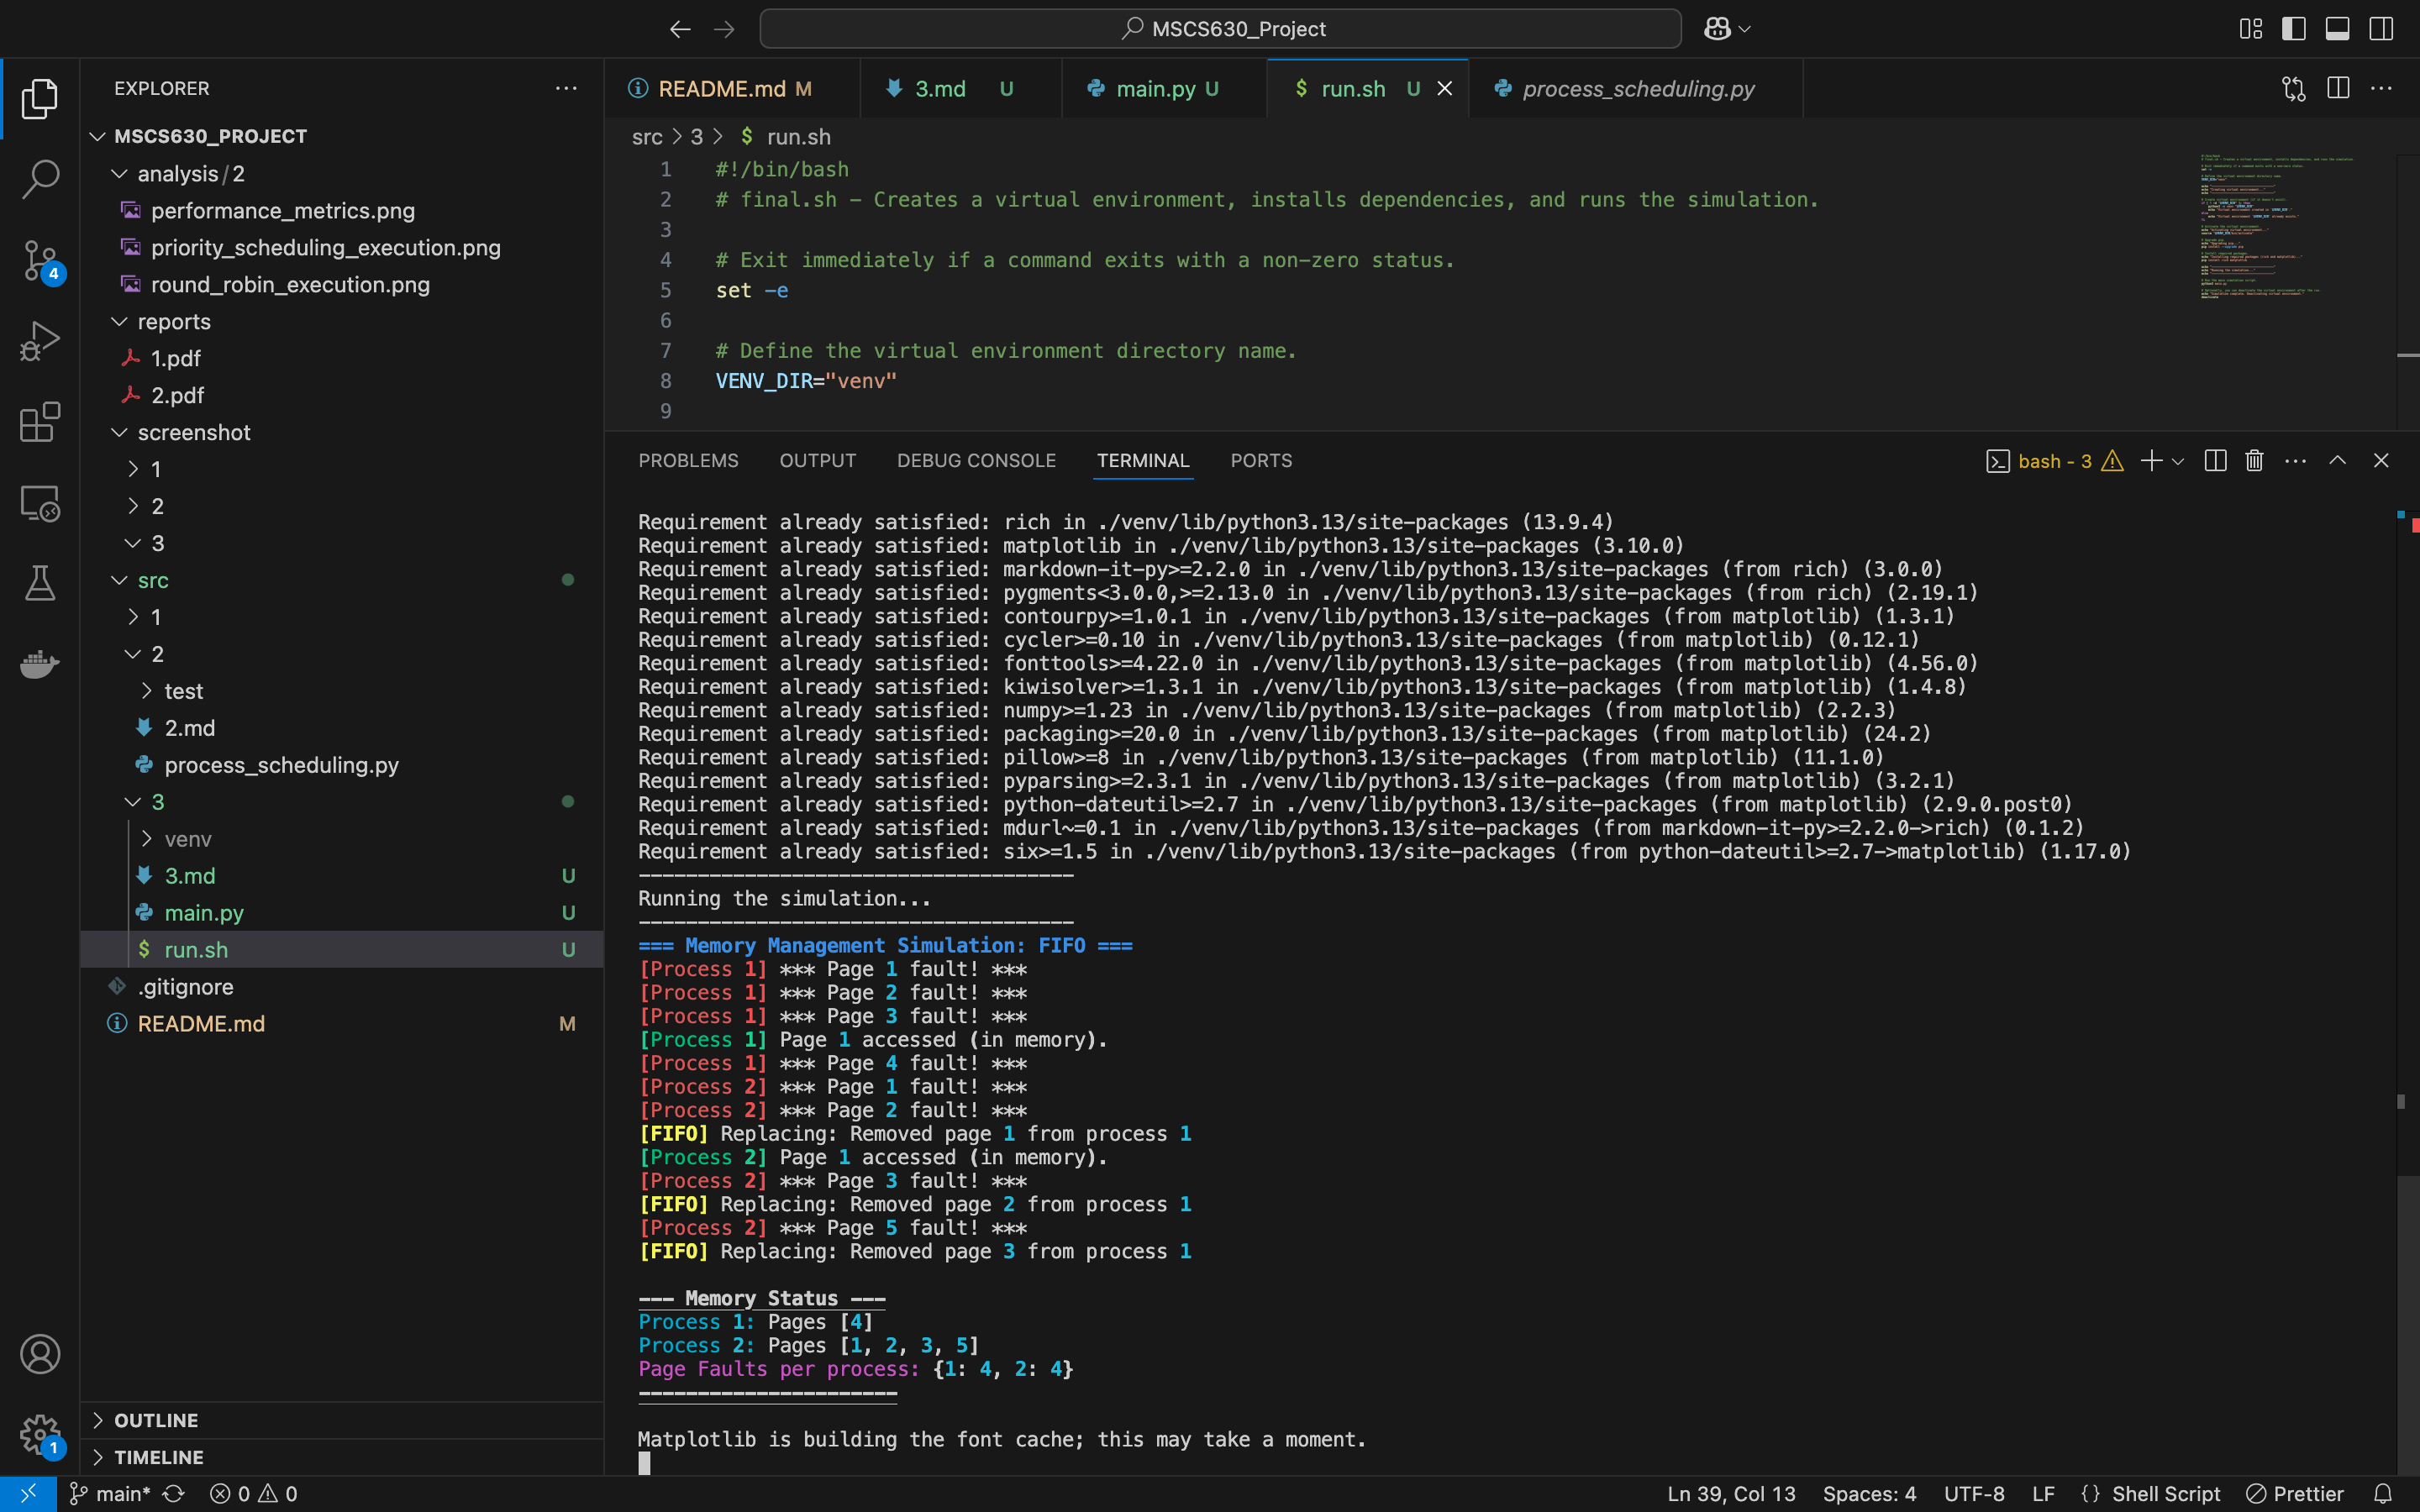 MSCS630_Project
EXPLORER
MSCS630_PROJECT
analysis / 2
performance_metrics.png
priority_scheduling_execution.png
round_robin_execution.png
reports
1.pdf
2.pdf
screenshot
1
2
3
src
1
2
test
2.md
process_scheduling.py
3
venv
3.md U
main.py U
$ run.sh U
.gitignore
README.md M
OUTLINE
TIMELINE
4
1
README.md M
3.md U
main.py U
$ run.sh U
process_scheduling.py
src > 3 > $ run.sh
1 #!/bin/bash
2 # final.sh – Creates a virtual environment, installs dependencies, and runs the simulation.
3
4 # Exit immediately if a command exits with a non-zero status.
5 set -e
6
7 # Define the virtual environment directory name.
8 VENV_DIR="venv"
9
PROBLEMS OUTPUT DEBUG CONSOLE TERMINAL PORTS
bash - 3
Requirement already satisfied: rich in ./venv/lib/python3.13/site-packages (13.9.4)
Requirement already satisfied: matplotlib in ./venv/lib/python3.13/site-packages (3.10.0)
Requirement already satisfied: markdown-it-py>=2.2.0 in ./venv/lib/python3.13/site-packages (from rich) (3.0.0)
Requirement already satisfied: pygments<3.0.0,>=2.13.0 in ./venv/lib/python3.13/site-packages (from rich) (2.19.1)
Requirement already satisfied: contourpy>=1.0.1 in ./venv/lib/python3.13/site-packages (from matplotlib) (1.3.1)
Requirement already satisfied: cycler>=0.10 in ./venv/lib/python3.13/site-packages (from matplotlib) (0.12.1)
Requirement already satisfied: fonttools>=4.22.0 in ./venv/lib/python3.13/site-packages (from matplotlib) (4.56.0)
Requirement already satisfied: kiwisolver>=1.3.1 in ./venv/lib/python3.13/site-packages (from matplotlib) (1.4.8)
Requirement already satisfied: numpy>=1.23 in ./venv/lib/python3.13/site-packages (from matplotlib) (2.2.3)
Requirement already satisfied: packaging>=20.0 in ./venv/lib/python3.13/site-packages (from matplotlib) (24.2)
Requirement already satisfied: pillow>=8 in ./venv/lib/python3.13/site-packages (from matplotlib) (11.1.0)
Requirement already satisfied: pyparsing>=2.3.1 in ./venv/lib/python3.13/site-packages (from matplotlib) (3.2.1)
Requirement already satisfied: python-dateutil>=2.7 in ./venv/lib/python3.13/site-packages (from matplotlib) (2.9.0.post0)
Requirement already satisfied: mdurl~=0.1 in ./venv/lib/python3.13/site-packages (from markdown-it-py>=2.2.0->rich) (0.1.2)
Requirement already satisfied: six>=1.5 in ./venv/lib/python3.13/site-packages (from python-dateutil>=2.7->matplotlib) (1.17.0)
-------------------------------------
Running the simulation...
-------------------------------------
=== Memory Management Simulation: FIFO ===
[Process 1] *** Page 1 fault! ***
[Process 1] *** Page 2 fault! ***
[Process 1] *** Page 3 fault! ***
[Process 1] Page 1 accessed (in memory).
[Process 1] *** Page 4 fault! ***
[Process 2] *** Page 1 fault! ***
[Process 2] *** Page 2 fault! ***
[FIFO] Replacing: Removed page 1 from process 1
[Process 2] Page 1 accessed (in memory).
[Process 2] *** Page 3 fault! ***
[FIFO] Replacing: Removed page 2 from process 1
[Process 2] *** Page 5 fault! ***
[FIFO] Replacing: Removed page 3 from process 1
--- Memory Status ---
Process 1: Pages [4]
Process 2: Pages [1, 2, 3, 5]
Page Faults per process: {1: 4, 2: 4}
----------------------
Matplotlib is building the font cache; this may take a moment.
main* 0 0
Ln 39, Col 13 Spaces: 4 UTF-8 LF {} Shell Script Prettier